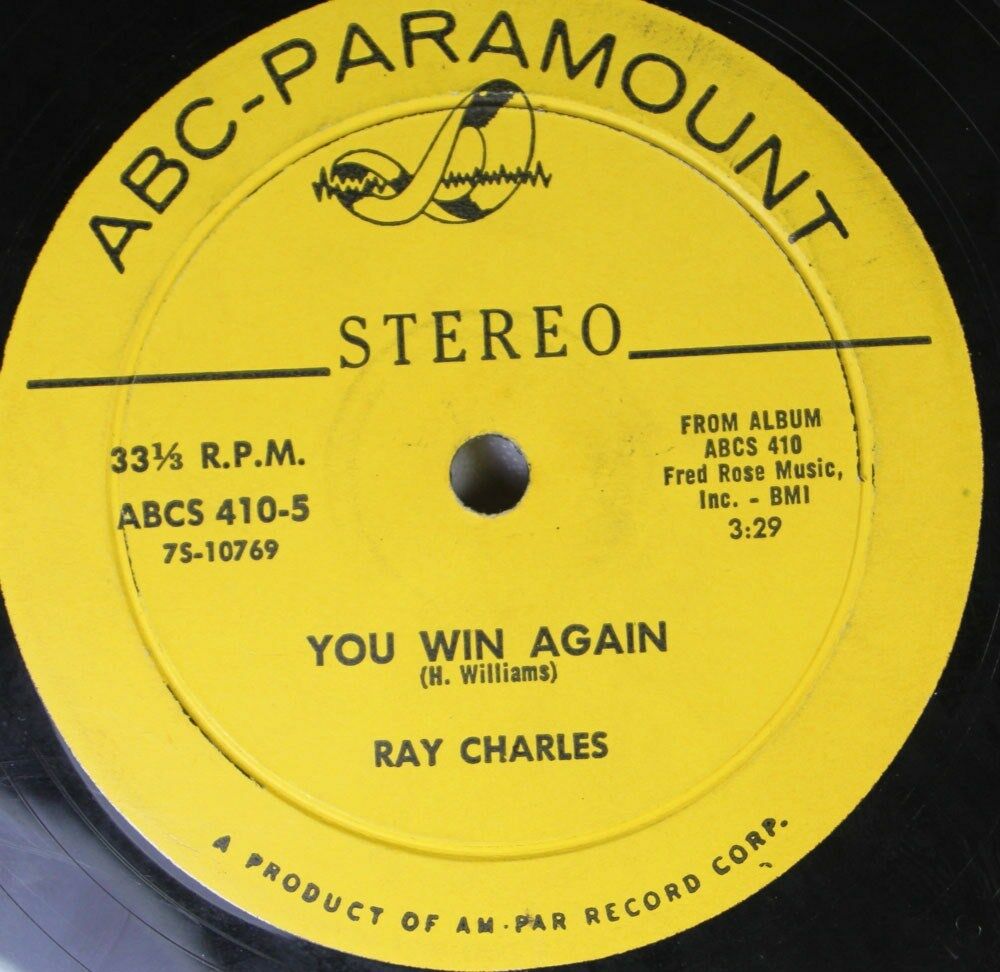 ABC-PARAMOUNT
STEREO
33⅓ R.P.M.
ABCS 410-5
7S-10769
FROM ALBUM
ABCS 410
Fred Rose Music,
Inc. - BMI
3:29
YOU WIN AGAIN
(H. Williams)
RAY CHARLES
A PRODUCT OF AM-PAR RECORD CORP.